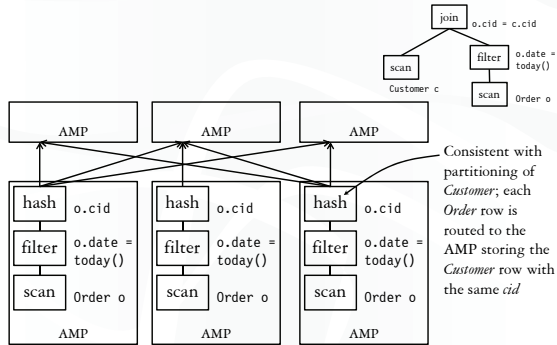 join
o.cid = c.cid
scan
Customer c
filter
o.date =
today()
scan
Order o
AMP
AMP
AMP
hash
o.cid
filter
o.date =
today()
scan
Order o
AMP
hash
o.cid
filter
o.date =
today()
scan
Order o
AMP
hash
o.cid
filter
o.date =
today()
scan
Order o
AMP
Consistent with
partitioning of
Customer; each
Order row is
routed to the
AMP storing the
Customer row with
the same cid